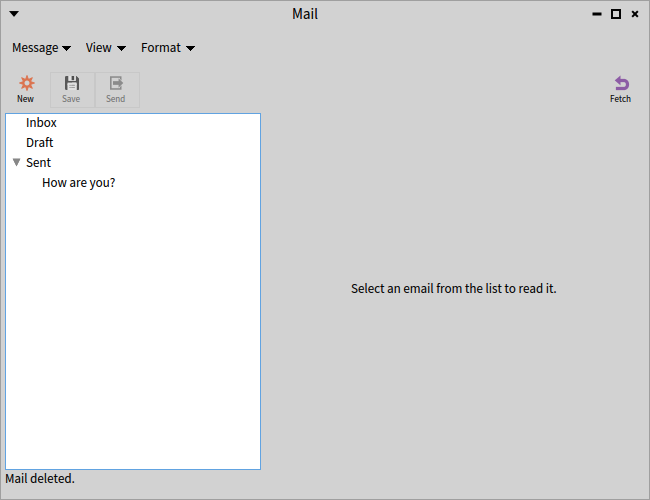 Mail
Message View Format
New Save Send Fetch
Inbox
Draft
Sent
How are you?
Select an email from the list to read it.
Mail deleted.